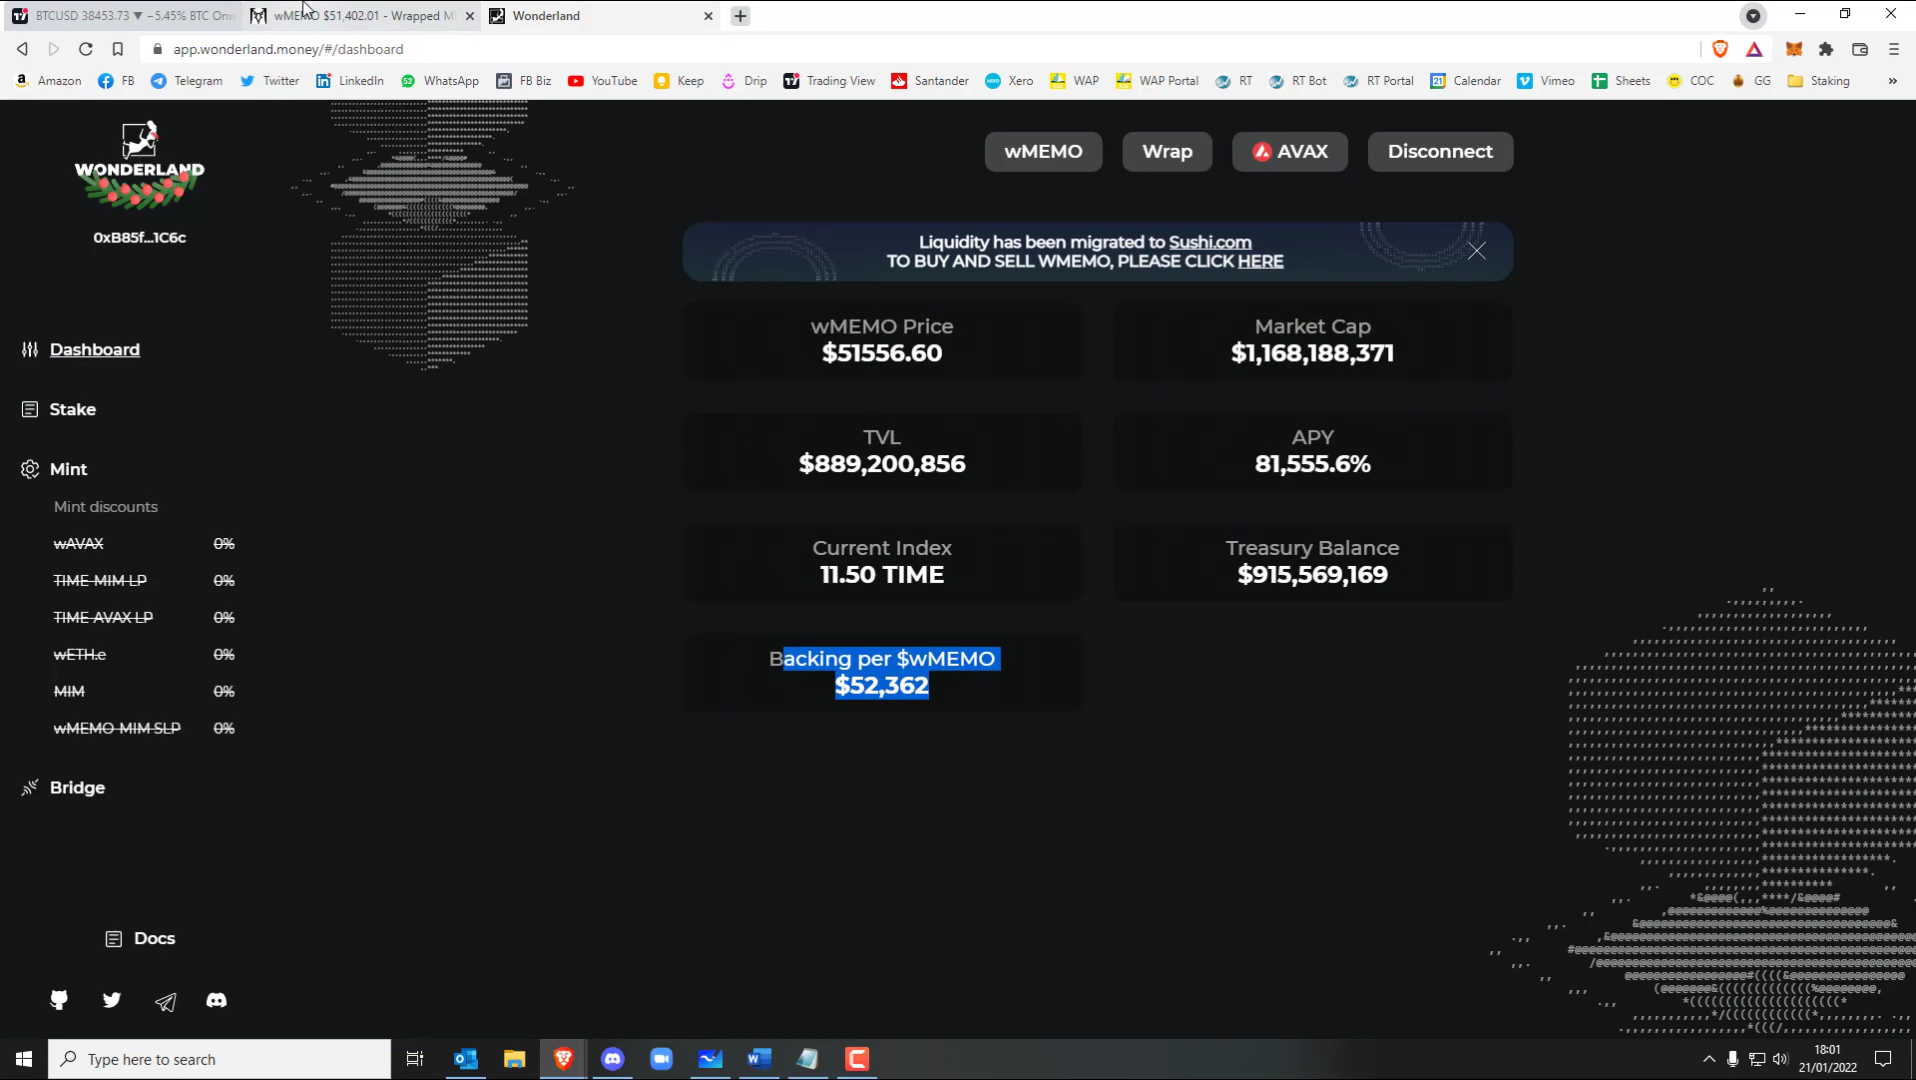 BTCUSD 38453.73 ▼ −5.45% BTC Onw
wMEMO $51,402.01 - Wrapped M
Wonderland
app.wonderland.money/#/dashboard
Amazon FB Telegram Twitter LinkedIn WhatsApp FB Biz YouTube Keep Drip Trading View Santander Xero WAP WAP Portal RT RT Bot RT Portal Calendar Vimeo Sheets COC GG Staking »
WONDERLAND
0xB85f...1C6c
Dashboard
Stake
Mint
Mint discounts
wAVAX 0%
TIME-MIM LP 0%
TIME-AVAX LP 0%
wETH.e 0%
MIM 0%
wMEMO-MIM SLP 0%
Bridge
Docs
wMEMO
Wrap
AVAX
Disconnect
Liquidity has been migrated to Sushi.com
TO BUY AND SELL WMEMO, PLEASE CLICK HERE
wMEMO Price
$51556.60
Market Cap
$1,168,188,371
TVL
$889,200,856
APY
81,555.6%
Current Index
11.50 TIME
Treasury Balance
$915,569,169
Backing per $wMEMO
$52,362
Type here to search
18:01
21/01/2022